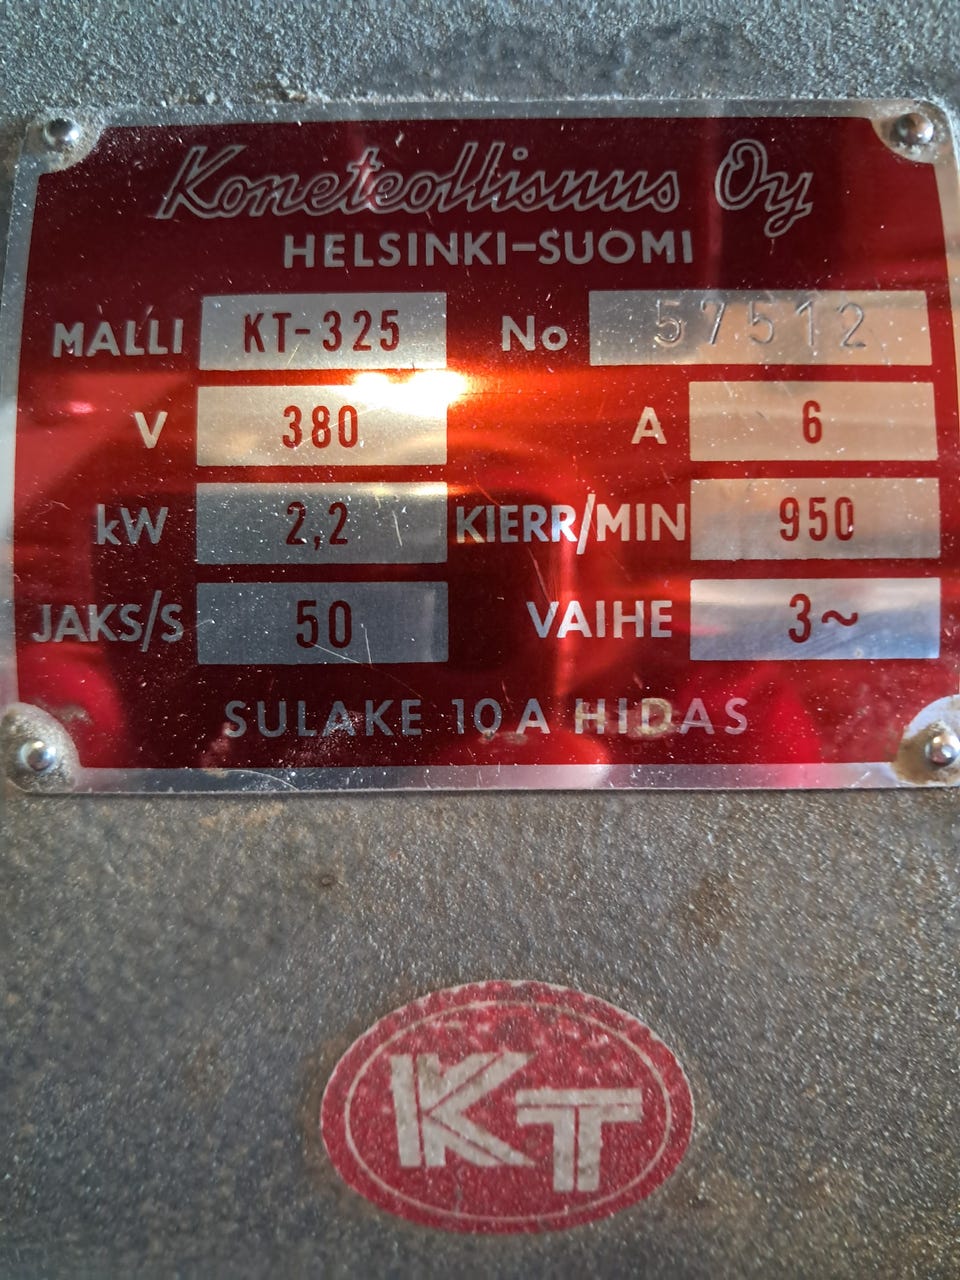 Koneteollisuus Oy
HELSINKI-SUOMI
MALLI KT-325 No 57512
V 380 A 6
kW 2,2 KIERR/MIN 950
JAKS/S 50 VAIHE 3~
SULAKE 10 A HIDAS
KT